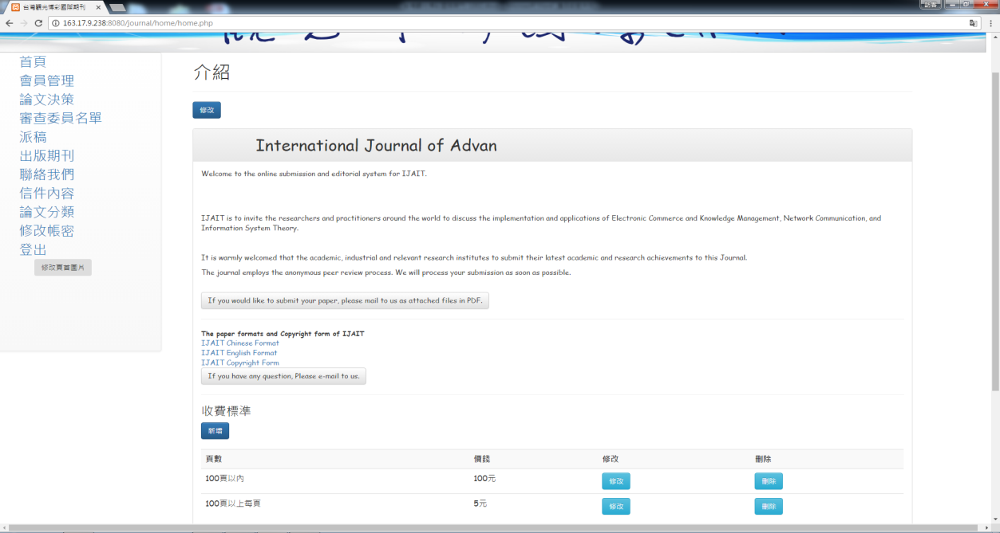 台灣觀光博彩國際期刊
訪客
163.17.9.238:8080/journal/home/home.php
首頁
會員管理
論文決策
審查委員名單
派稿
出版期刊
聯絡我們
信件內容
論文分類
修改帳密
登出
修改頁首圖片
介紹
修改
International Journal of Advan
Welcome to the online submission and editorial system for IJAIT.
IJAIT is to invite the researchers and practitioners around the world to discuss the implementation and applications of Electronic Commerce and Knowledge Management, Network Communication, and
Information System Theory.
It is warmly welcomed that the academic, industrial and relevant research institutes to submit their latest academic and research achievements to this Journal.
The journal employs the anonymous peer review process. We will process your submission as soon as possible.
If you would like to submit your paper, please mail to us as attached files in PDF.
The paper formats and Copyright form of IJAIT
IJAIT Chinese Format
IJAIT English Format
IJAIT Copyright Form
If you have any question, Please e-mail to us.
收費標準
新增
頁數 價錢 修改 刪除
100頁以內 100元 修改 刪除
100頁以上每頁 5元 修改 刪除